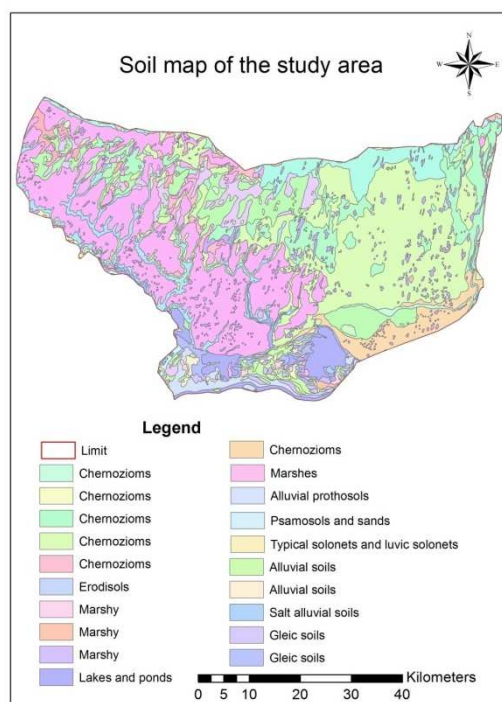 Soil map of the study area
N
W
E
S
Legend
Limit
Chernozioms
Chernozioms
Chernozioms
Chernozioms
Chernozioms
Erodisols
Marshy
Marshy
Marshy
Lakes and ponds
Chernozioms
Marshes
Alluvial prothosols
Psamosols and sands
Typical solonets and luvic solonets
Alluvial soils
Alluvial soils
Salt alluvial soils
Gleic soils
Gleic soils
Kilometers
0 5 10 20 30 40